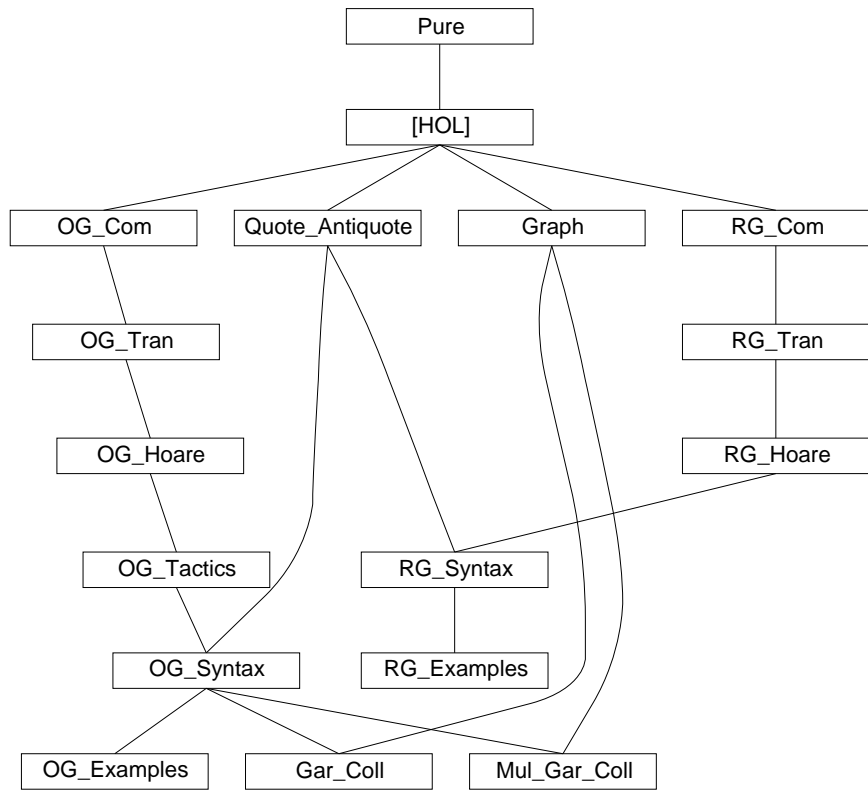 Pure
[HOL]
OG_Com
Quote_Antiquote
Graph
RG_Com
OG_Tran
RG_Tran
OG_Hoare
RG_Hoare
OG_Tactics
RG_Syntax
OG_Syntax
RG_Examples
OG_Examples
Gar_Coll
Mul_Gar_Coll